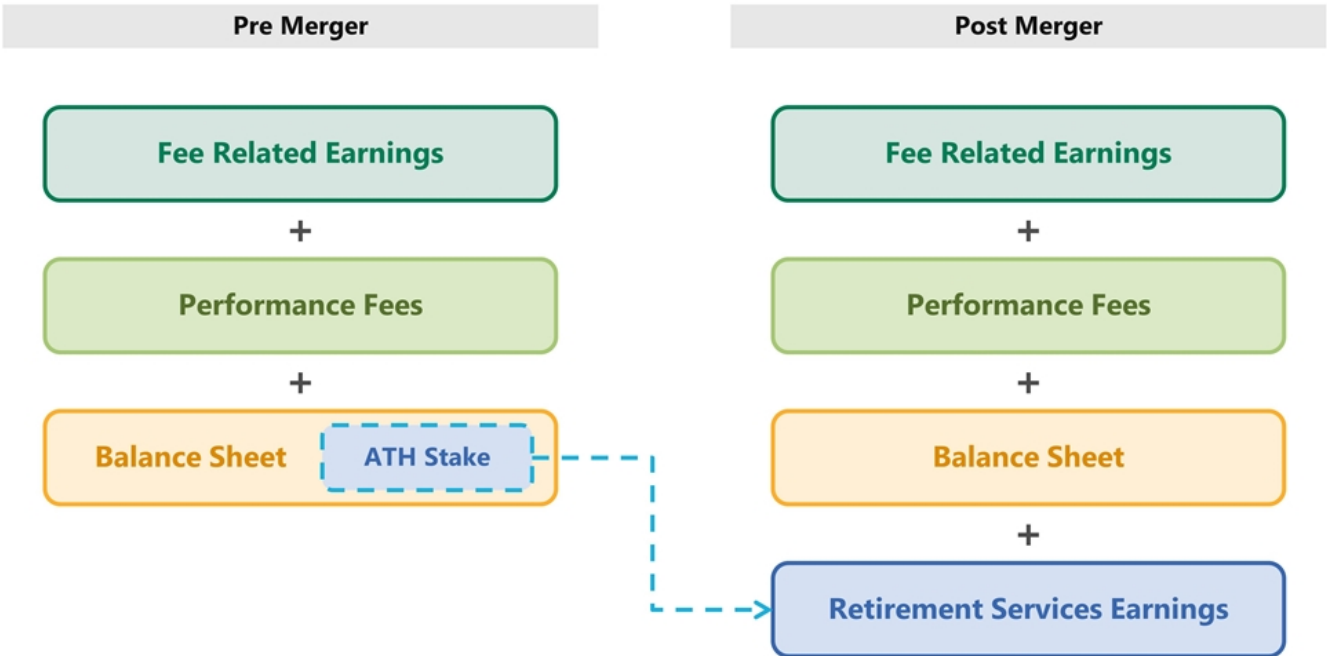 Pre Merger
Fee Related Earnings
+
Performance Fees
+
Balance Sheet
ATH Stake
Post Merger
Fee Related Earnings
+
Performance Fees
+
Balance Sheet
+
Retirement Services Earnings